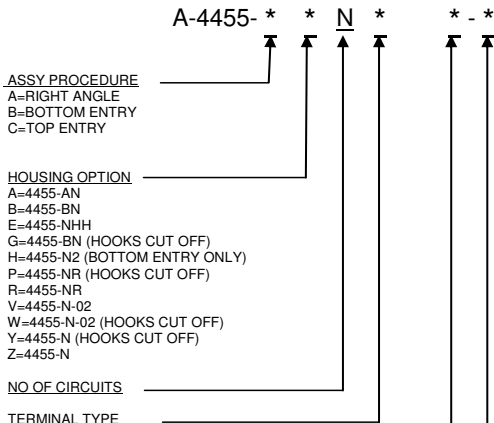 A-4455- * * N * * - *
ASSY PROCEDURE
A=RIGHT ANGLE
B=BOTTOM ENTRY
C=TOP ENTRY
HOUSING OPTION
A=4455-AN
B=4455-BN
E=4455-NHH
G=4455-BN (HOOKS CUT OFF)
H=4455-N2 (BOTTOM ENTRY ONLY)
P=4455-NR (HOOKS CUT OFF)
R=4455-NR
V=4455-N-02
W=4455-N-02 (HOOKS CUT OFF)
Y=4455-N (HOOKS CUT OFF)
Z=4455-N
NO OF CIRCUITS
TERMINAL TYPE